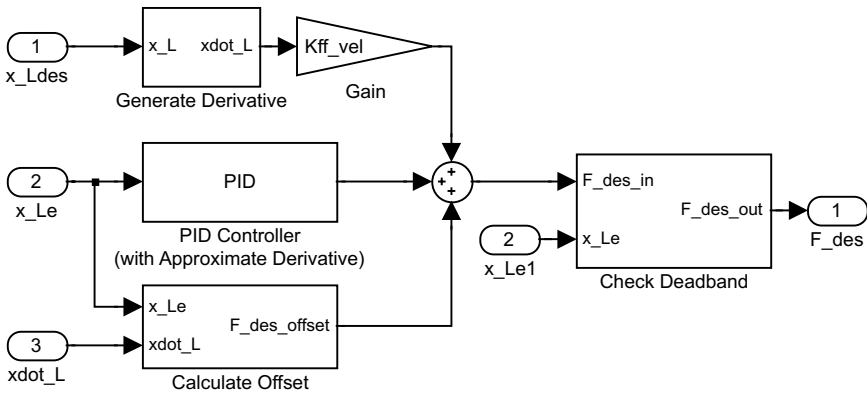 1
x_Ldes
x_L
xdot_L
Generate Derivative
Kff_vel
Gain
2
x_Le
PID
PID Controller
(with Approximate Derivative)
+
+
+
x_Le
xdot_L
F_des_offset
Calculate Offset
3
xdot_L
2
x_Le1
F_des_in
x_Le
F_des_out
Check Deadband
1
F_des